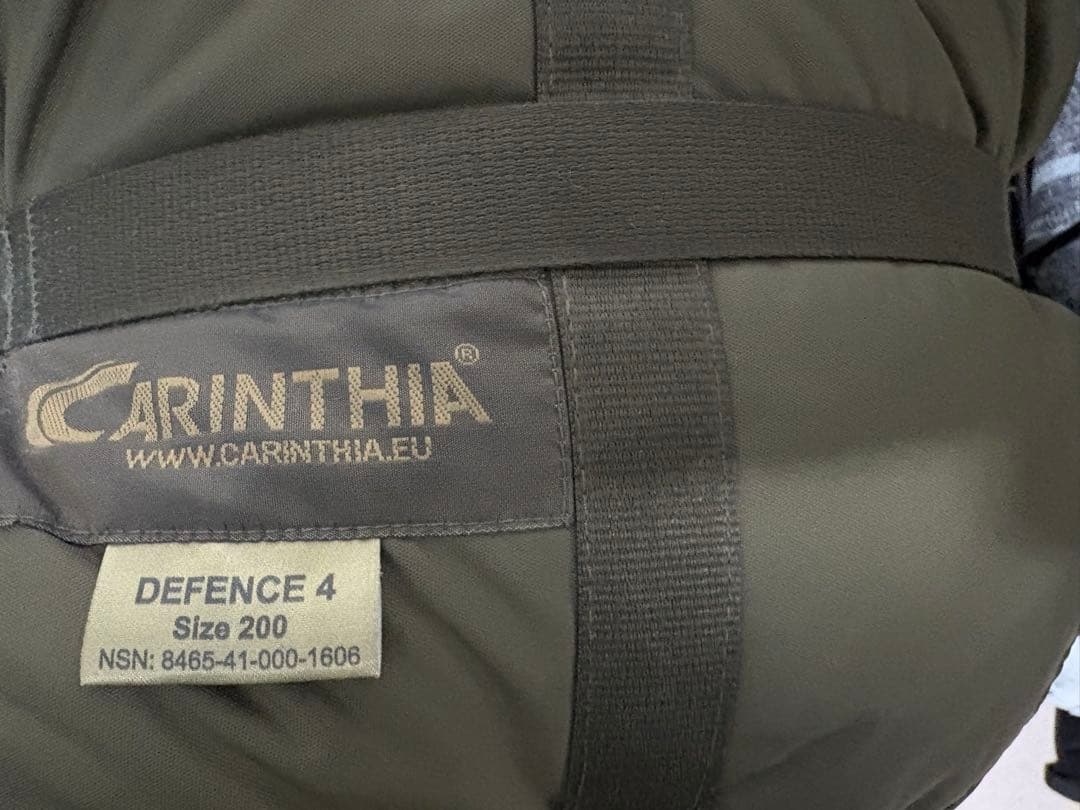 CARINTHIA®
WWW.CARINTHIA.EU
DEFENCE 4
Size 200
NSN: 8465-41-000-1606